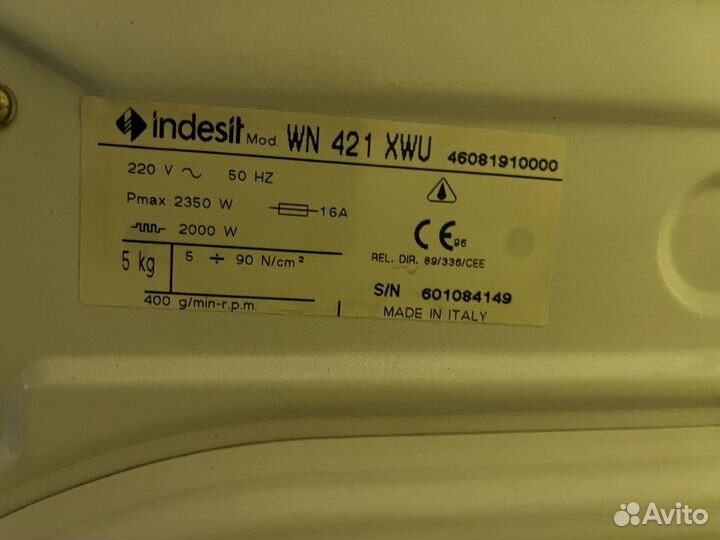 indesit Mod. WN 421 XWU 46081910000
220 V ~ 50 HZ
Pmax 2350 W 16A
2000 W
5 kg 5 ÷ 90 N/cm²
400 g/min-r.p.m.
CE 96
REL. DIR. 89/336/CEE
S/N 601084149
MADE IN ITALY
Avito